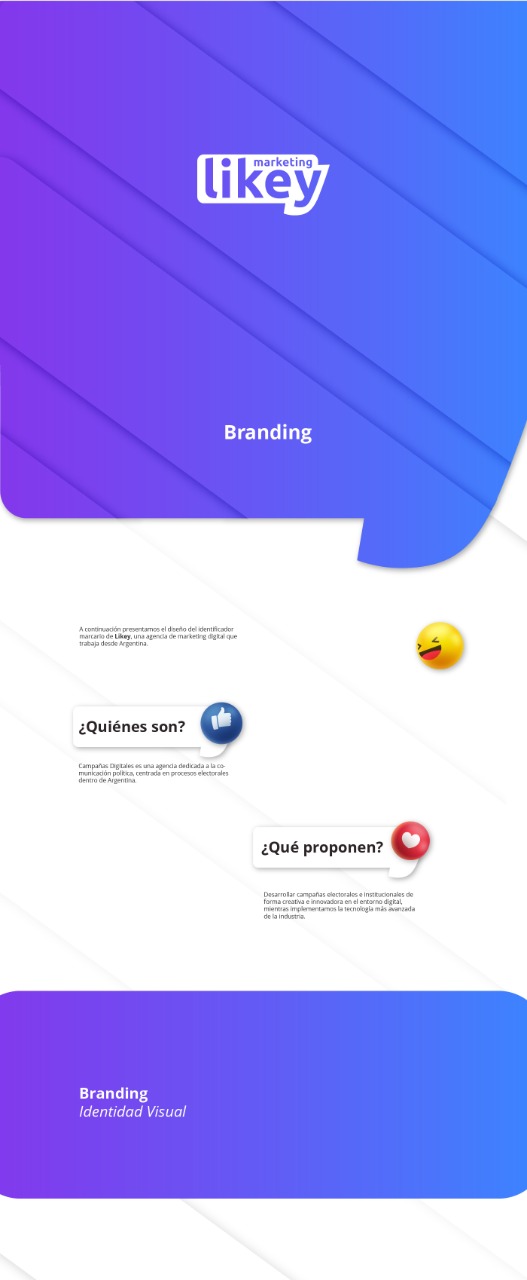 marketing
likey
Branding
A continuación presentamos el diseño del identificador
marcario de Likey, una agencia de marketing digital que
trabaja desde Argentina.
¿Quiénes son?
Campañas Digitales es una agencia dedicada a la co-
municación política, centrada en procesos electorales
dentro de Argentina.
¿Qué proponen?
Desarrollar campañas electorales e institucionales de
forma creativa e innovadora en el entorno digital,
mientras implementamos la tecnología más avanzada
de la industria.
Branding
Identidad Visual